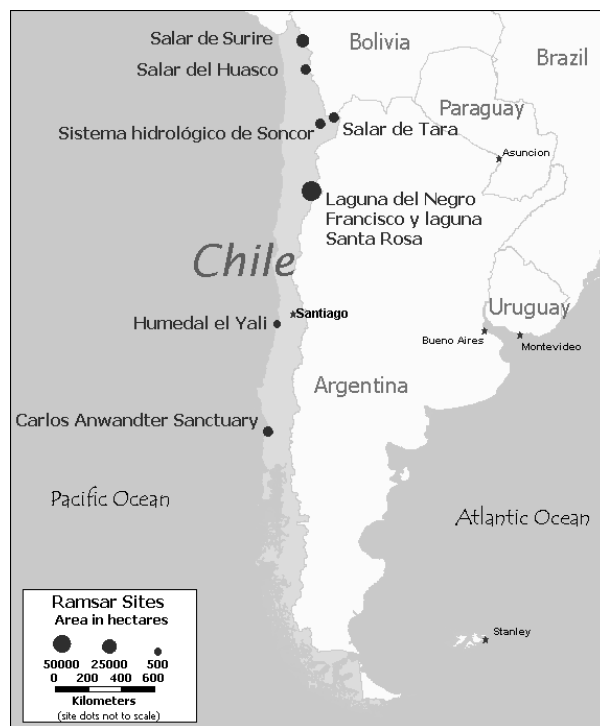 Salar de Surire
Bolivia
Brazil
Salar del Huasco
Paraguay
Sistema hidrológico de Soncor
Salar de Tara
Asuncion
Laguna del Negro
Francisco y laguna
Santa Rosa
Chile
Santiago
Uruguay
Humedal el Yali
Bueno Aires
Montevideo
Argentina
Carlos Anwandter Sanctuary
Pacific Ocean
Atlantic Ocean
Stanley
Ramsar Sites
Area in hectares
50000 25000 500
0 200 400 600
Kilometers
(site dots not to scale)